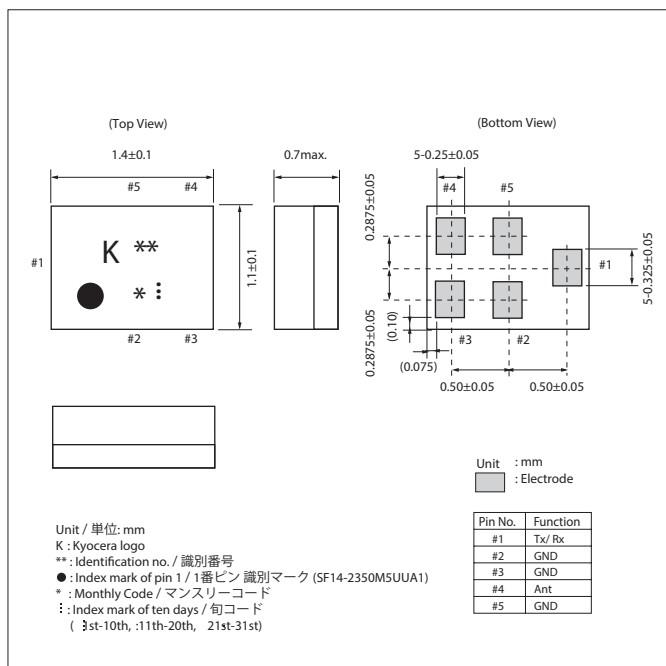 (Top View)
(Bottom View)
1.4±0.1
0.7max.
5-0.25±0.05
#5 #4
#4 #5
#1
K **
* ⋮
1.1±0.1
#2 #3
0.2875±0.05
0.2875±0.05
(0.10)
(0.075)
#1
5-0.325±0.05
#3 #2
0.50±0.05 0.50±0.05
Unit : mm
: Electrode
Unit / 単位: mm
K : Kyocera logo
** : Identification no. / 識別番号
● : Index mark of pin 1 / 1番ピン 識別マーク (SF14-2350M5UUA1)
* : Monthly Code / マンスリーコード
⋮ : Index mark of ten days / 旬コード
( 1st-10th, :11th-20th, 21st-31st)
Pin No. Function
#1 Tx/ Rx
#2 GND
#3 GND
#4 Ant
#5 GND